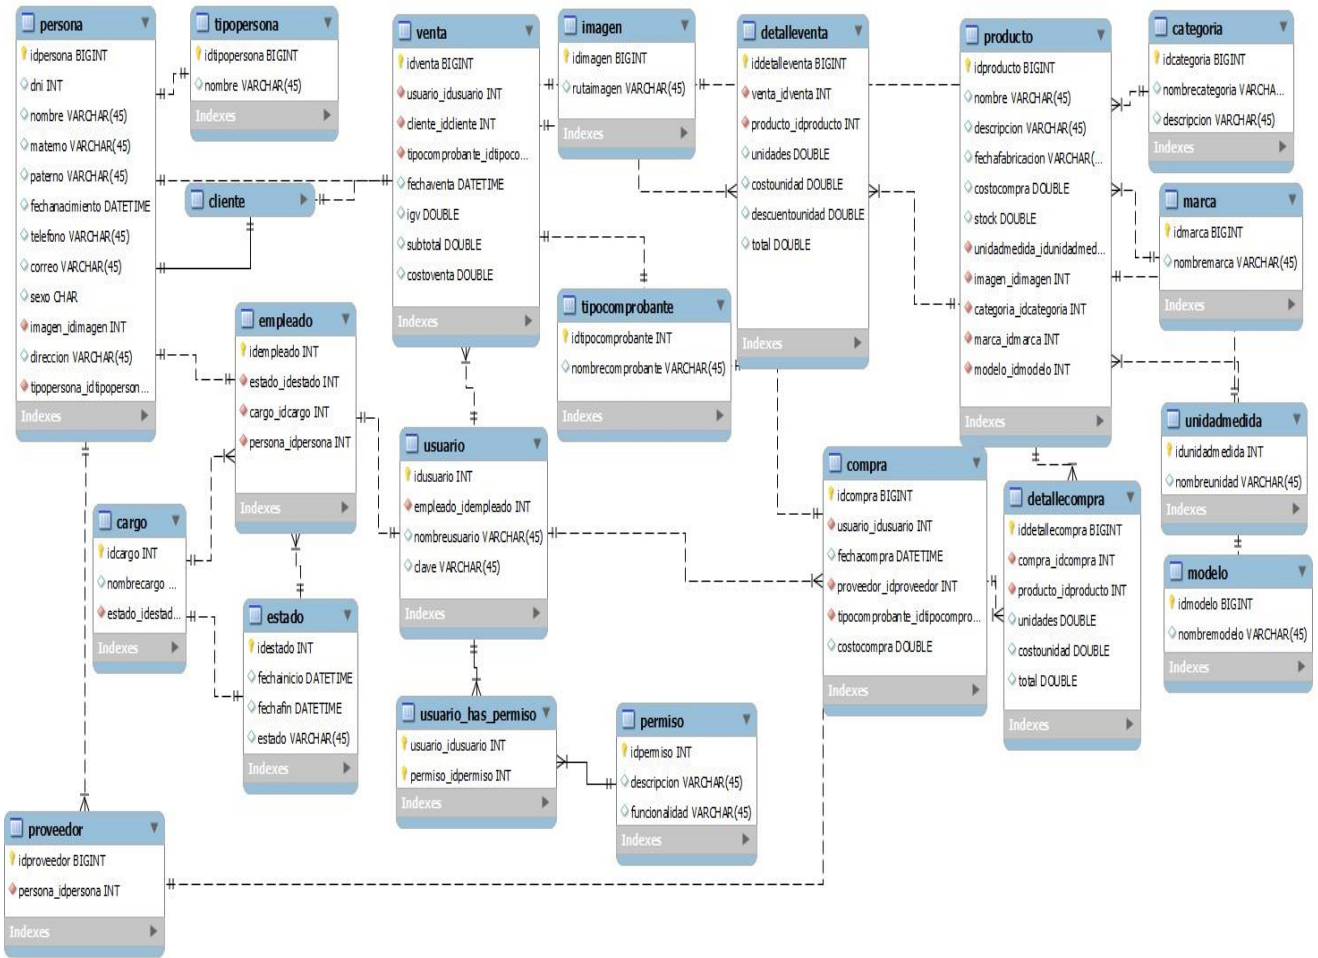 persona
idpersona BIGINT
dni INT
nombre VARCHAR(45)
materno VARCHAR(45)
paterno VARCHAR(45)
fechanacimiento DATETIME
telefono VARCHAR(45)
correo VARCHAR(45)
sexo CHAR
imagen_idimagen INT
direccion VARCHAR(45)
tipopersona_idtipoperson...
Indexes
tipopersona
idtipopersona BIGINT
nombre VARCHAR(45)
Indexes
cliente
venta
idventa BIGINT
usuario_idusuario INT
cliente_idcliente INT
tipocomprobante_idtipoco...
fechaventa DATETIME
igv DOUBLE
subtotal DOUBLE
costoventa DOUBLE
Indexes
imagen
idimagen BIGINT
rutaimagen VARCHAR(45)
Indexes
detalleventa
iddetalleventa BIGINT
venta_idventa INT
producto_idproducto INT
unidades DOUBLE
costounidad DOUBLE
descuentounidad DOUBLE
total DOUBLE
Indexes
producto
idproducto BIGINT
nombre VARCHAR(45)
descripcion VARCHAR(45)
fechafabricacion VARCHAR(...
costocompra DOUBLE
stock DOUBLE
unidadmedida_idunidadmed...
imagen_idimagen INT
categoria_idcategoria INT
marca_idmarca INT
modelo_idmodelo INT
Indexes
categoria
idcategoria BIGINT
nombrecategoria VARCHA...
descripcion VARCHAR(45)
Indexes
marca
idmarca BIGINT
nombremarca VARCHAR(45)
Indexes
empleado
idempleado INT
estado_idestado INT
cargo_idcargo INT
persona_idpersona INT
Indexes
tipocomprobante
idtipocomprobante INT
nombrecomprobante VARCHAR(45)
Indexes
usuario
idusuario INT
empleado_idempleado INT
nombreusuario VARCHAR(45)
clave VARCHAR(45)
Indexes
unidadmedida
idunidadmedida INT
nombreunidad VARCHAR(45)
Indexes
compra
idcompra BIGINT
usuario_idusuario INT
fechacompra DATETIME
proveedor_idproveedor INT
tipocomprobante_idtipocompro...
costocompra DOUBLE
Indexes
detallecompra
iddetallecompra BIGINT
compra_idcompra INT
producto_idproducto INT
unidades DOUBLE
costounidad DOUBLE
total DOUBLE
Indexes
modelo
idmodelo BIGINT
nombremodelo VARCHAR(45)
Indexes
cargo
idcargo INT
nombrecargo ...
estado_idestad...
Indexes
estado
idestado INT
fechainicio DATETIME
fechafin DATETIME
estado VARCHAR(45)
Indexes
usuario_has_permiso
usuario_idusuario INT
permiso_idpermiso INT
Indexes
permiso
idpermiso INT
descripcion VARCHAR(45)
funcionalidad VARCHAR(45)
Indexes
proveedor
idproveedor BIGINT
persona_idpersona INT
Indexes